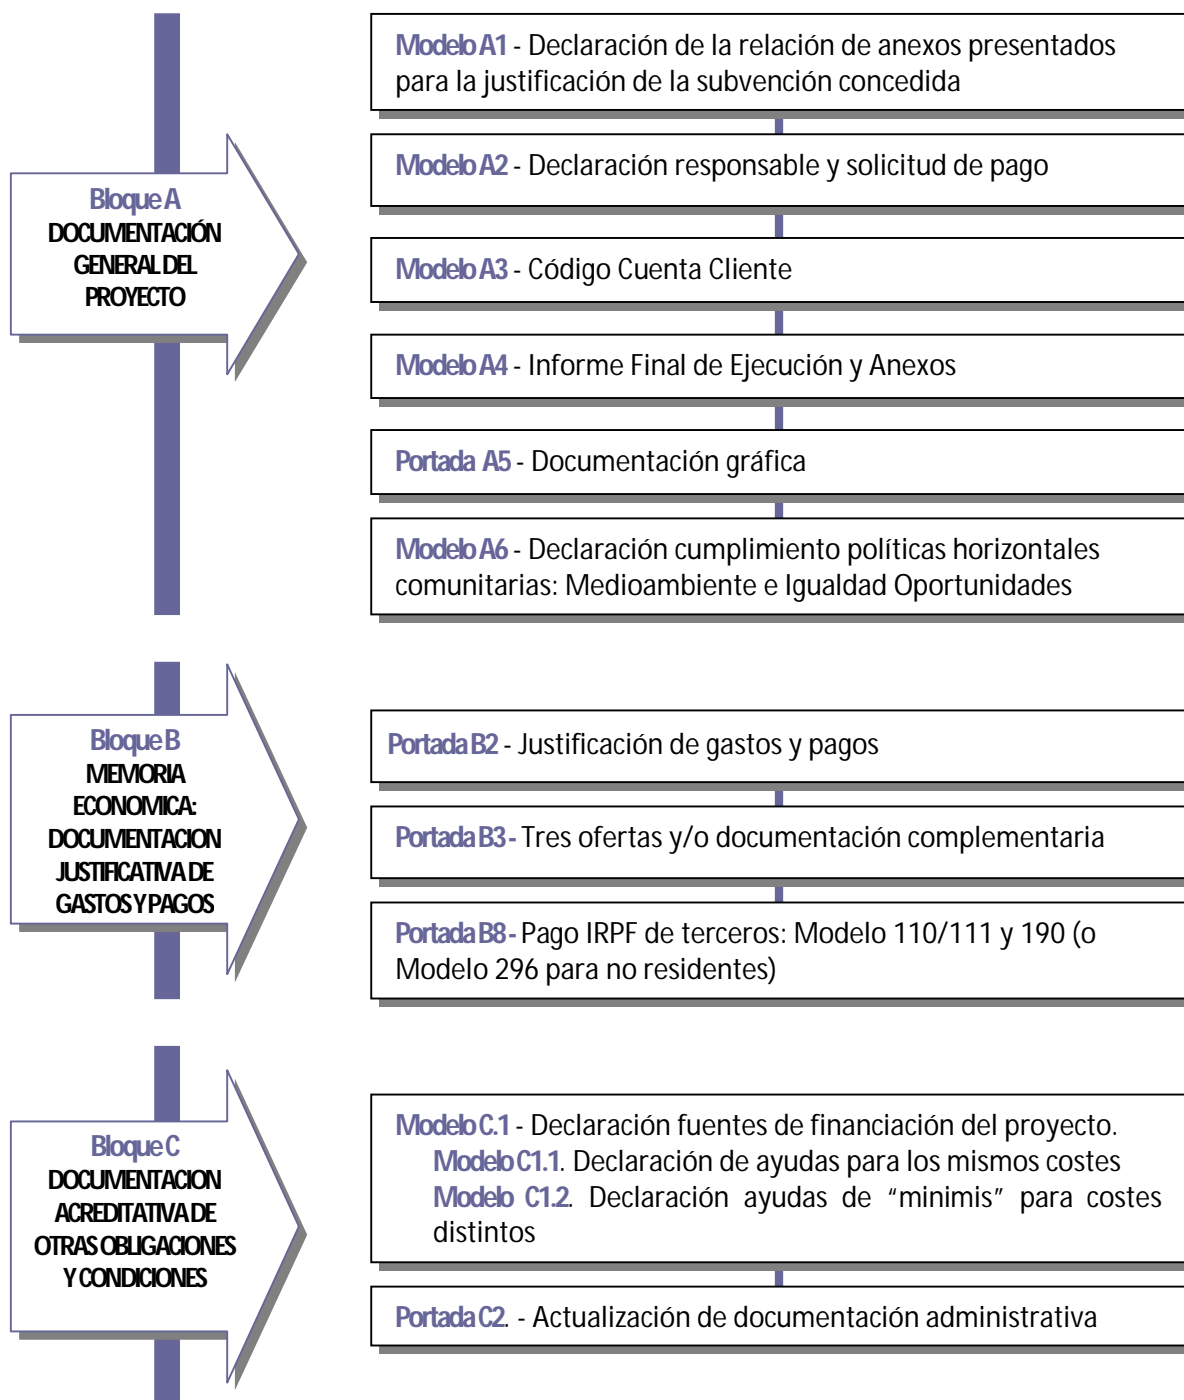 Modelo A1 - Declaración de la relación de anexos presentados
para la justificación de la subvención concedida
Modelo A2 - Declaración responsable y solicitud de pago
Bloque A
DOCUMENTACIÓN
GENERAL DEL
PROYECTO
Modelo A3 - Código Cuenta Cliente
Modelo A4 - Informe Final de Ejecución y Anexos
Portada A5 - Documentación gráfica
Modelo A6 - Declaración cumplimiento políticas horizontales
comunitarias: Medioambiente e Igualdad Oportunidades
Bloque B
MEMORIA
ECONOMICA:
DOCUMENTACION
JUSTIFICATIVA DE
GASTOS Y PAGOS
Portada B2 - Justificación de gastos y pagos
Portada B3 - Tres ofertas y/o documentación complementaria
Portada B8 - Pago IRPF de terceros: Modelo 110/111 y 190 (o
Modelo 296 para no residentes)
Bloque C
DOCUMENTACION
ACREDITATIVA DE
OTRAS OBLIGACIONES
Y CONDICIONES
Modelo C.1 - Declaración fuentes de financiación del proyecto.
Modelo C1.1. Declaración de ayudas para los mismos costes
Modelo C1.2. Declaración ayudas de “minimis” para costes
distintos
Portada C2. - Actualización de documentación administrativa